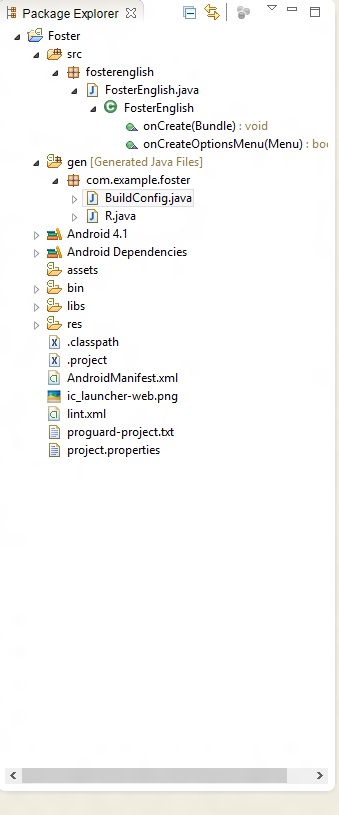 Package Explorer
Foster
src
fosterenglish
FosterEnglish.java
FosterEnglish
onCreate(Bundle) : void
onCreateOptionsMenu(Menu) : boo
gen [Generated Java Files]
com.example.foster
BuildConfig.java
R.java
Android 4.1
Android Dependencies
assets
bin
libs
res
.classpath
.project
AndroidManifest.xml
ic_launcher-web.png
lint.xml
proguard-project.txt
project.properties